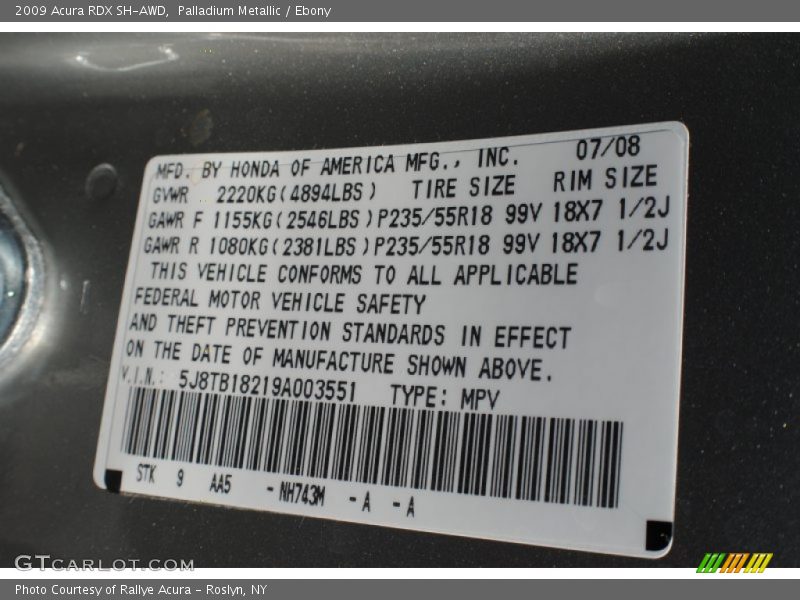 2009 Acura RDX SH-AWD, Palladium Metallic / Ebony
MFD. BY HONDA OF AMERICA MFG., INC. 07/08
GVWR 2220KG(4894LBS) TIRE SIZE RIM SIZE
GAWR F 1155KG(2546LBS)P235/55R18 99V 18X7 1/2J
GAWR R 1080KG(2381LBS)P235/55R18 99V 18X7 1/2J
THIS VEHICLE CONFORMS TO ALL APPLICABLE
FEDERAL MOTOR VEHICLE SAFETY
AND THEFT PREVENTION STANDARDS IN EFFECT
ON THE DATE OF MANUFACTURE SHOWN ABOVE.
V.I.N.: 5J8TB18219A003551 TYPE: MPV
STK 9 AA5 -NH743M -A -A
GTCarLot.com
Photo Courtesy of Rallye Acura - Roslyn, NY